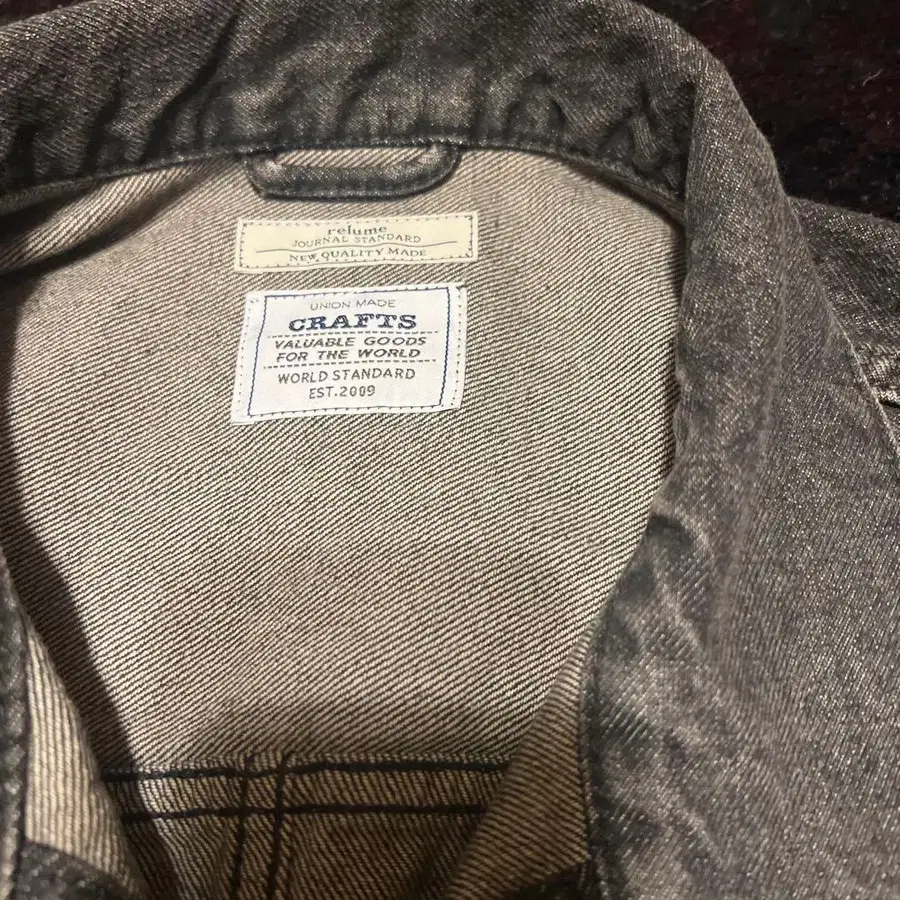 relume
JOURNAL STANDARD
NEW QUALITY MADE
UNION MADE
CRAFTS
VALUABLE GOODS
FOR THE WORLD
WORLD STANDARD
EST.2009